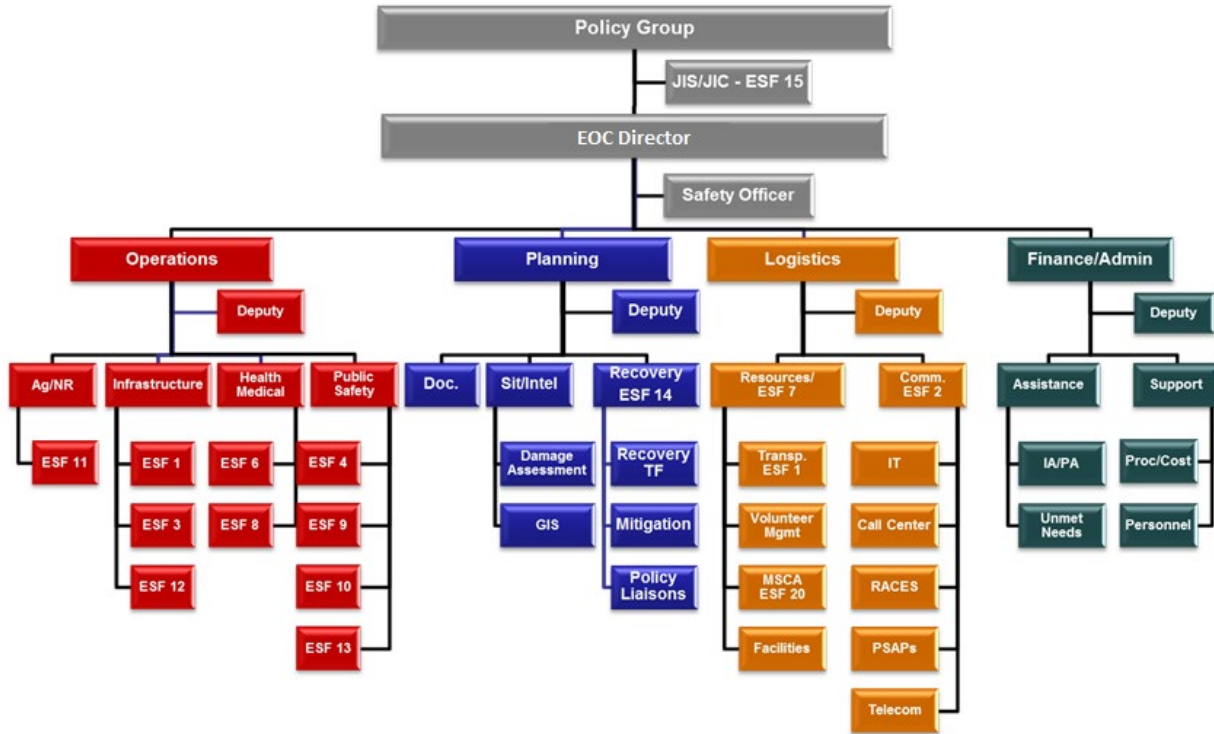 Policy Group
JIS/JIC - ESF 15
EOC Director
Safety Officer
Operations
Planning
Logistics
Finance/Admin
Deputy
Deputy
Deputy
Deputy
Ag/NR
Infrastructure
Health
Medical
Public
Safety
Doc.
Sit/Intel
Recovery
ESF 14
Resources/
ESF 7
Comm.
ESF 2
Assistance
Support
ESF 11
ESF 1
ESF 6
ESF 4
Damage
Assessment
Recovery
TF
Transp.
ESF 1
IT
IA/PA
Proc/Cost
ESF 3
ESF 8
ESF 9
GIS
Mitigation
Volunteer
Mgmt
Call Center
Unmet
Needs
Personnel
ESF 12
ESF 10
Policy
Liaisons
MSCA
ESF 20
RACES
ESF 13
Facilities
PSAPs
Telecom